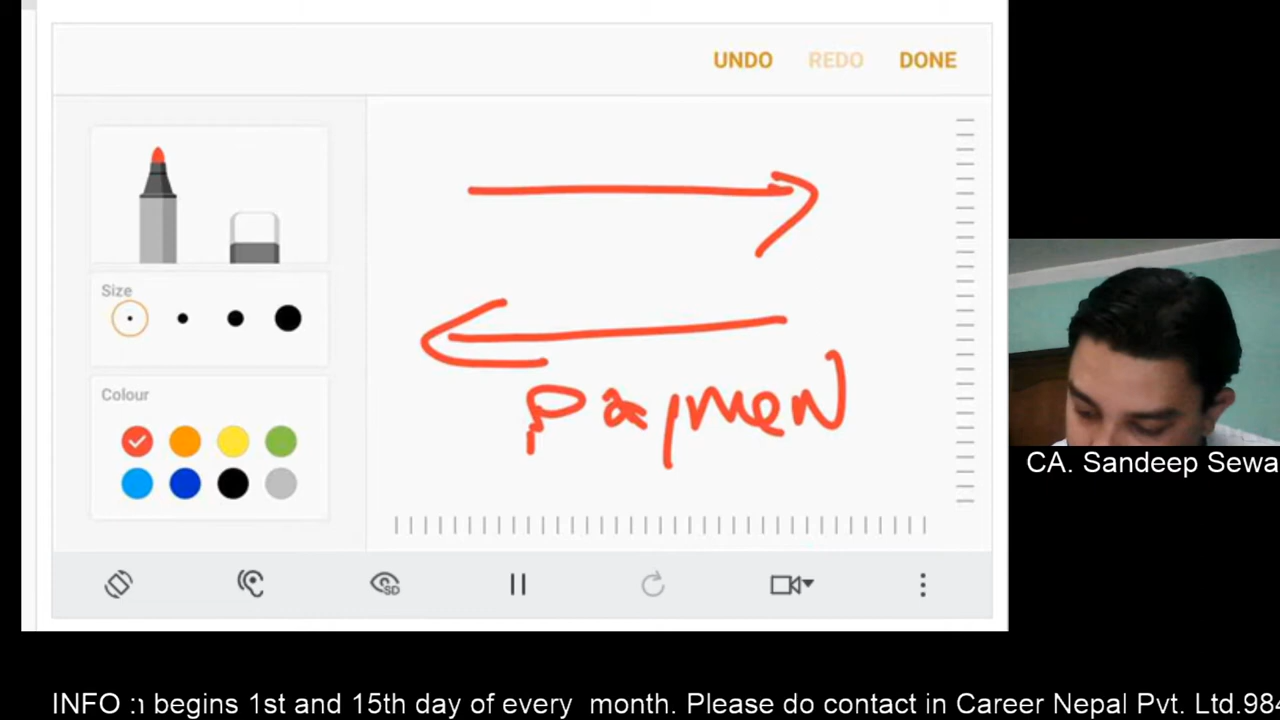 UNDO REDO DONE
Size
Colour
Paymen
SD
CA. Sandeep Sewa
INFO : begins 1st and 15th day of every month. Please do contact in Career Nepal Pvt. Ltd.984